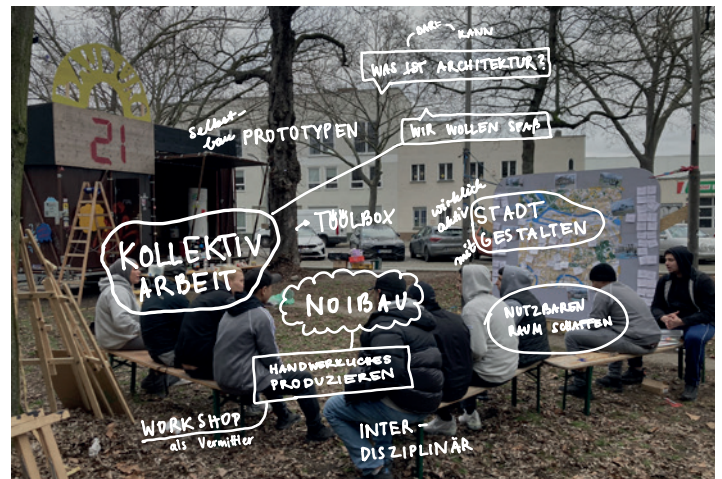 DARF
KANN
WAS IST ARCHITEKTUR?
21
selbst-
bau PROTOTYPEN
WIR WOLLEN SPAẞ
TOOLBOX
wirklich
aktiv
mit
STADT
GESTALTEN
KOLLEKTIV
ARBEIT
NOIBAU
NUTZBAREN
RAUM SCHAFFEN
HANDWERKLICHES
PRODUZIEREN
WORKSHOP
als Vermittler
INTER-
DISZIPLINÄR